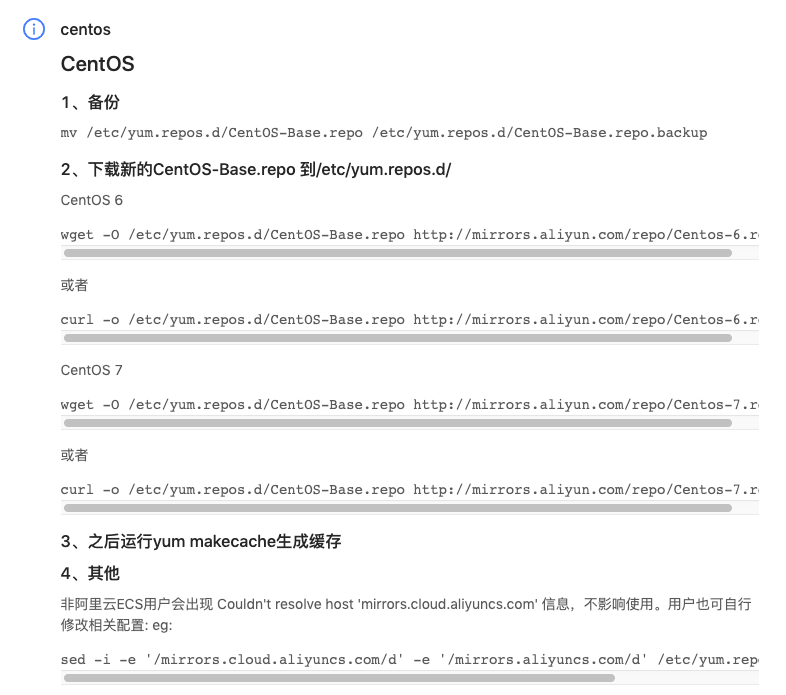 centos
CentOS
1、备份
mv /etc/yum.repos.d/CentOS-Base.repo /etc/yum.repos.d/CentOS-Base.repo.backup
2、下载新的CentOS-Base.repo 到/etc/yum.repos.d/
CentOS 6
wget -O /etc/yum.repos.d/CentOS-Base.repo http://mirrors.aliyun.com/repo/Centos-6.r
或者
curl -o /etc/yum.repos.d/CentOS-Base.repo http://mirrors.aliyun.com/repo/Centos-6.r
CentOS 7
wget -O /etc/yum.repos.d/CentOS-Base.repo http://mirrors.aliyun.com/repo/Centos-7.r
或者
curl -o /etc/yum.repos.d/CentOS-Base.repo http://mirrors.aliyun.com/repo/Centos-7.r
3、之后运行yum makecache生成缓存
4、其他
非阿里云ECS用户会出现 Couldn't resolve host 'mirrors.cloud.aliyuncs.com' 信息，不影响使用。用户也可自行
修改相关配置: eg:
sed -i -e '/mirrors.cloud.aliyuncs.com/d' -e '/mirrors.aliyuncs.com/d' /etc/yum.rep